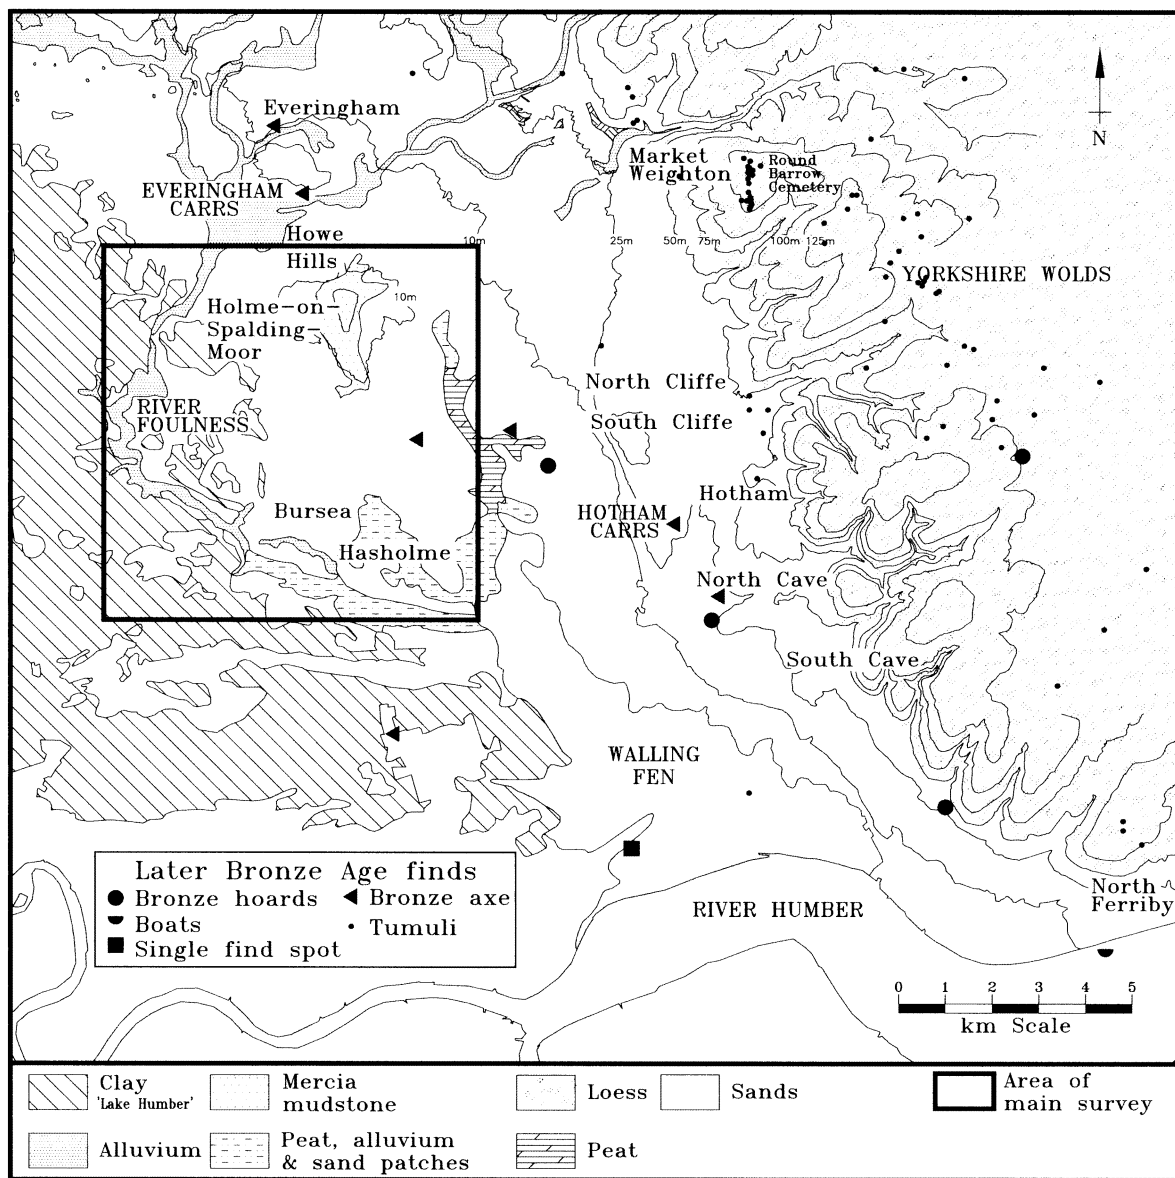 Everingham
N
Market
Weighton
Round
Barrow
Cemetery
EVERINGHAM
CARRS
Howe
Hills
10m
25m
50m
75m
100m
125m
YORKSHIRE WOLDS
Holme-on-
Spalding-
Moor
10m
North Cliffe
RIVER
FOULNESS
South Cliffe
Hotham
Bursea
HOTHAM
CARRS
Hasholme
North Cave
South Cave
WALLING
FEN
North
Ferriby
RIVER HUMBER
Later Bronze Age finds
Bronze hoards
Bronze axe
Boats
Tumuli
Single find spot
0 1 2 3 4 5
km Scale
Clay
'Lake Humber'
Mercia
mudstone
Loess
Sands
Area of
main survey
Alluvium
Peat, alluvium
& sand patches
Peat